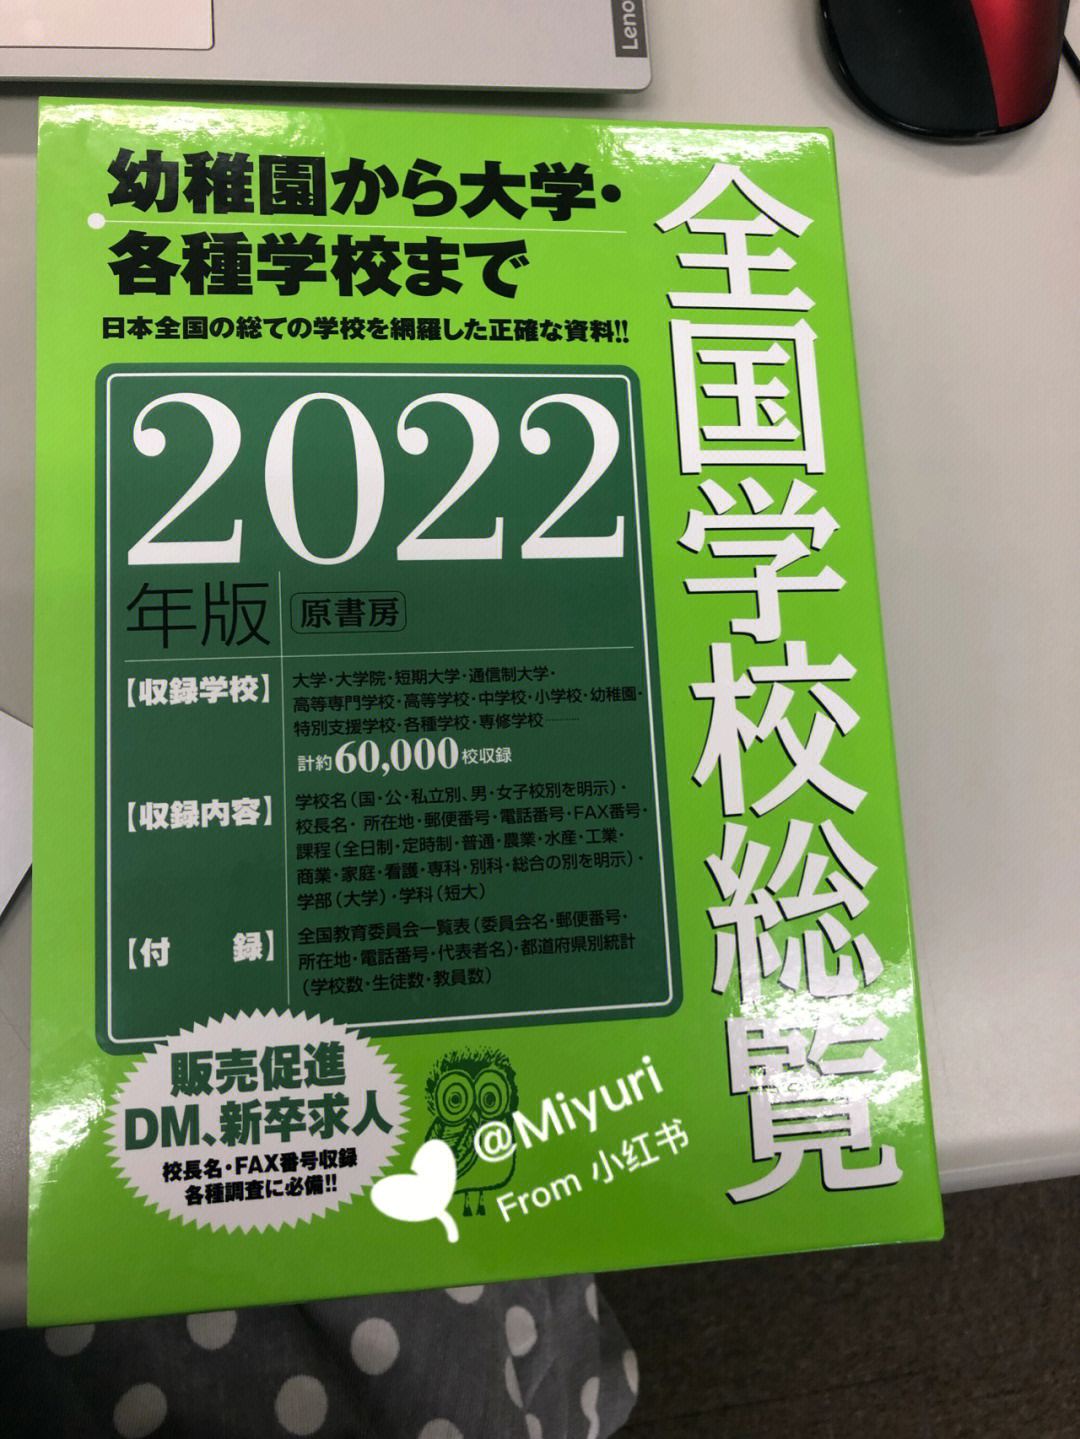 Leno
幼稚園から大学・
各種学校まで
日本全国の総ての学校を網羅した正確な資料!!
全国学校総覧
2022
年版
原書房
【収録学校】
大学・大学院・短期大学・通信制大学・
高等専門学校・高等学校・中学校・小学校・幼稚園・
特別支援学校・各種学校・専修学校………
計約60,000校収録
【収録内容】
学校名（国・公・私立別、男・女子校別を明示）・
校長名・所在地・郵便番号・電話番号・FAX番号・
課程（全日制・定時制・普通・農業・水産・工業・
商業・家庭・看護・専科・別科・総合の別を明示）・
学部（大学）・学科（短大）
【付録】
全国教育委員会一覧表（委員会名・郵便番号・
所在地・電話番号・代表者名）・都道府県別統計
（学校数・生徒数・教員数）
販売促進
DM、新卒求人
校長名・FAX番号収録
各種調査に必備!!
@Miyuri
From 小红书